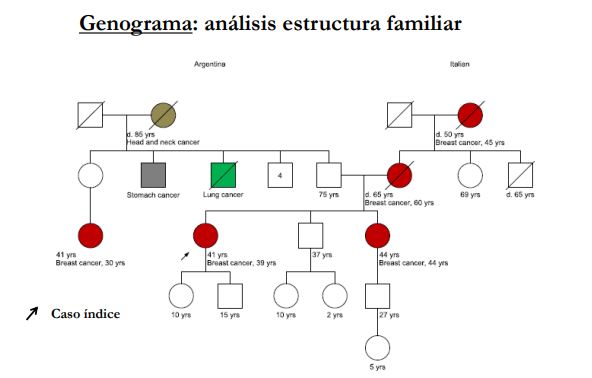 Genograma: análisis estructura familiar
Argentina
Italian
d. 85 yrs
Head and neck cancer
d. 50 yrs
Breast cancer, 45 yrs
Stomach cancer
Lung cancer
4
75 yrs
d. 65 yrs
Breast cancer, 60 yrs
69 yrs
d. 65 yrs
41 yrs
Breast cancer, 30 yrs
41 yrs
Breast cancer, 39 yrs
37 yrs
44 yrs
Breast cancer, 44 yrs
10 yrs
15 yrs
10 yrs
2 yrs
27 yrs
Caso índice
5 yrs